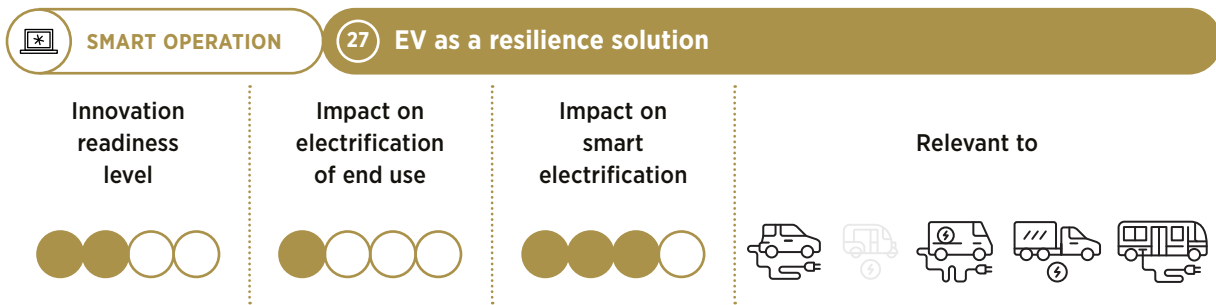 SMART OPERATION
27 EV as a resilience solution
Innovation
readiness
level
Impact on
electrification
of end use
Impact on
smart
electrification
Relevant to